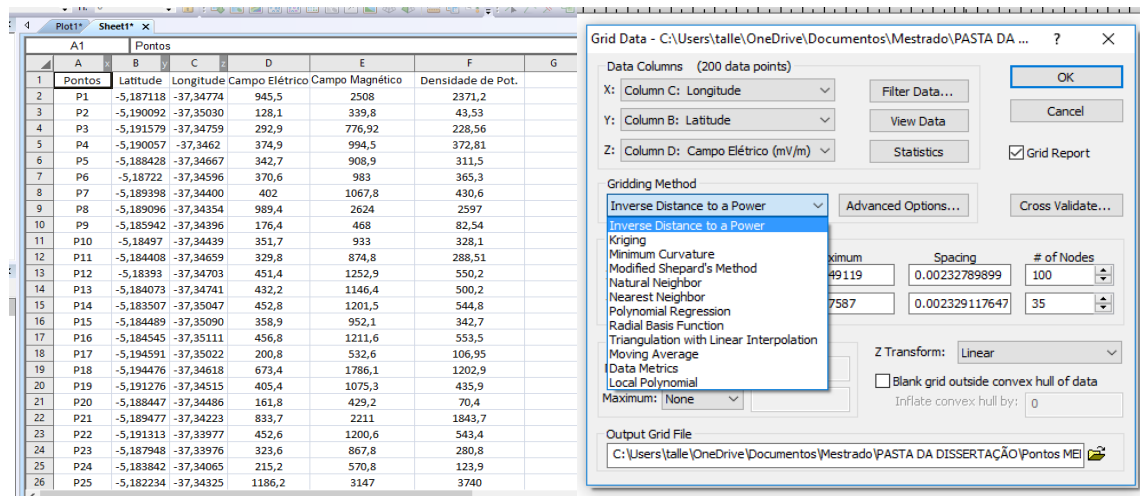 Plot1* Sheet1* ×
A1 Pontos
A x B y C z D E F G
1 Pontos Latitude Longitude Campo Elétrico Campo Magnético Densidade de Pot.
2 P1 -5,187118 -37,34774 945,5 2508 2371,2
3 P2 -5,190092 -37,35030 128,1 339,8 43,53
4 P3 -5,191579 -37,34759 292,9 776,92 228,56
5 P4 -5,190057 -37,3462 374,9 994,5 372,81
6 P5 -5,188428 -37,34667 342,7 908,9 311,5
7 P6 -5,18722 -37,34596 370,6 983 365,3
8 P7 -5,189398 -37,34400 402 1067,8 430,6
9 P8 -5,189096 -37,34354 989,4 2624 2597
10 P9 -5,185942 -37,34396 176,4 468 82,54
11 P10 -5,18497 -37,34439 351,7 933 328,1
12 P11 -5,184408 -37,34659 329,8 874,8 288,51
13 P12 -5,18393 -37,34703 451,4 1252,9 550,2
14 P13 -5,184073 -37,34741 432,2 1146,4 500,2
15 P14 -5,183507 -37,35047 452,8 1201,5 544,8
16 P15 -5,184489 -37,35090 358,9 952,1 342,7
17 P16 -5,184545 -37,35111 456,8 1211,6 553,5
18 P17 -5,194591 -37,35022 200,8 532,6 106,95
19 P18 -5,194476 -37,34618 673,4 1786,1 1202,9
20 P19 -5,191276 -37,34515 405,4 1075,3 435,9
21 P20 -5,188447 -37,34486 161,8 429,2 70,4
22 P21 -5,189477 -37,34223 833,7 2211 1843,7
23 P22 -5,191313 -37,33977 452,6 1200,6 543,4
24 P23 -5,187948 -37,33976 323,6 867,8 280,8
25 P24 -5,183842 -37,34065 215,2 570,8 123,9
26 P25 -5,182234 -37,34325 1186,2 3147 3740
Grid Data - C:\Users\talle\OneDrive\Documentos\Mestrado\PASTA DA ... ? ×
Data Columns (200 data points)
OK
X: Column C: Longitude Filter Data...
Cancel
Y: Column B: Latitude View Data
Z: Column D: Campo Elétrico (mV/m) Statistics Grid Report
Gridding Method
Inverse Distance to a Power Advanced Options... Cross Validate...
Inverse Distance to a Power
Kriging
Minimum Curvature
Modified Shepard's Method
Natural Neighbor
Nearest Neighbor
Polynomial Regression
Radial Basis Function
Triangulation with Linear Interpolation
Moving Average
Data Metrics
Local Polynomial
ximum Spacing # of Nodes
49119 0.00232789899 100
7587 0.002329117647 35
Z Transform: Linear
Blank grid outside convex hull of data
Maximum: None Inflate convex hull by: 0
Output Grid File
C:\Users\talle\OneDrive\Documentos\Mestrado\PASTA DA DISSERTAÇÃO\Pontos MEI